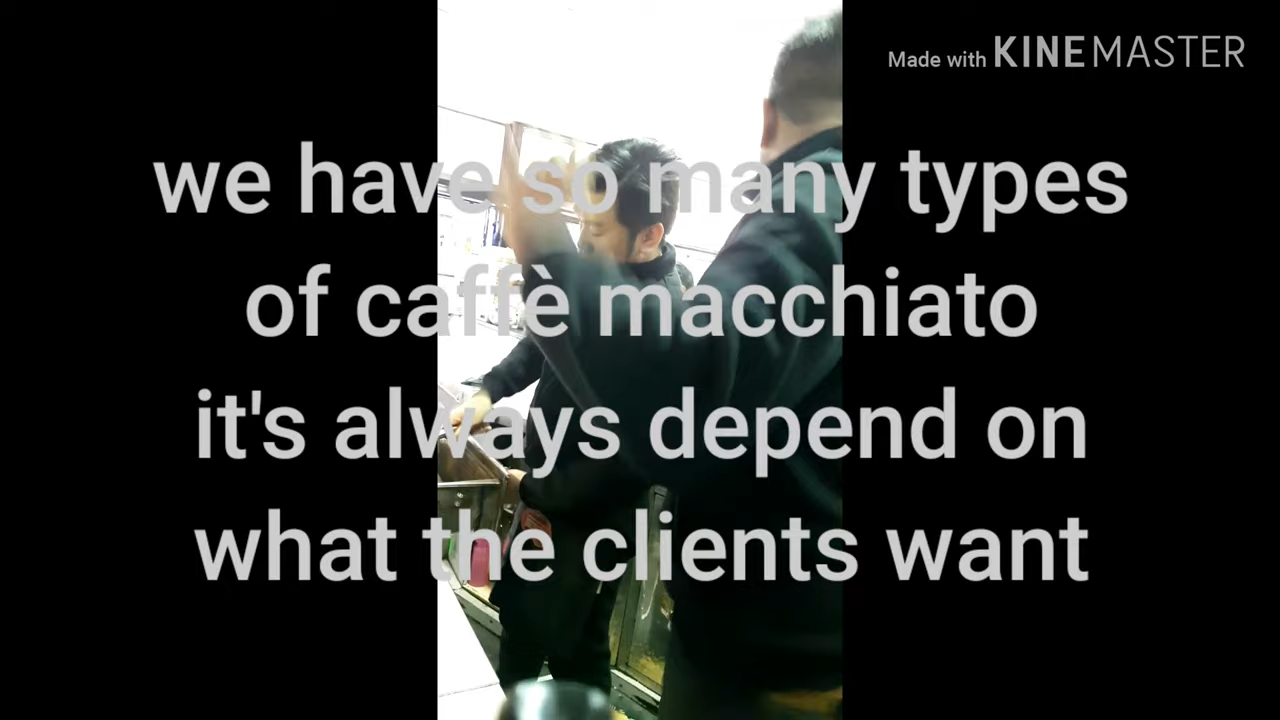 Made with KINEMASTER
we have so many types
of caffè macchiato
it's always depend on
what the clients want